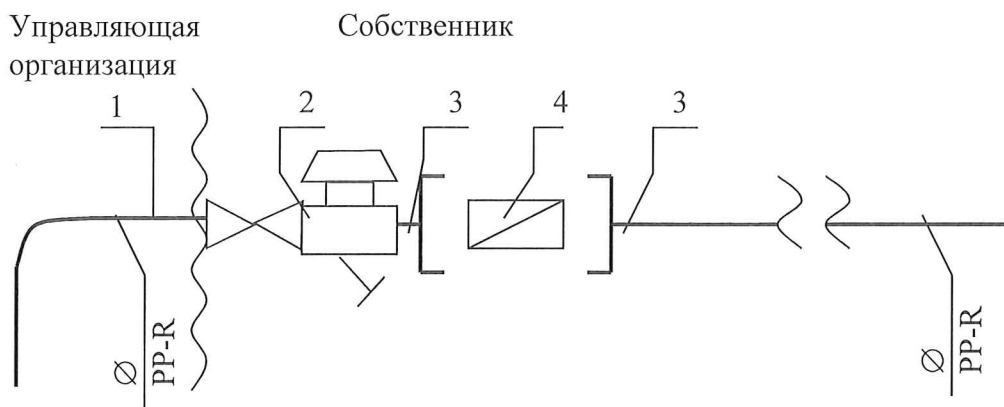 Управляющая
организация
Собственник
1
2
3
4
3
Ø
PP-R
Ø
PP-R